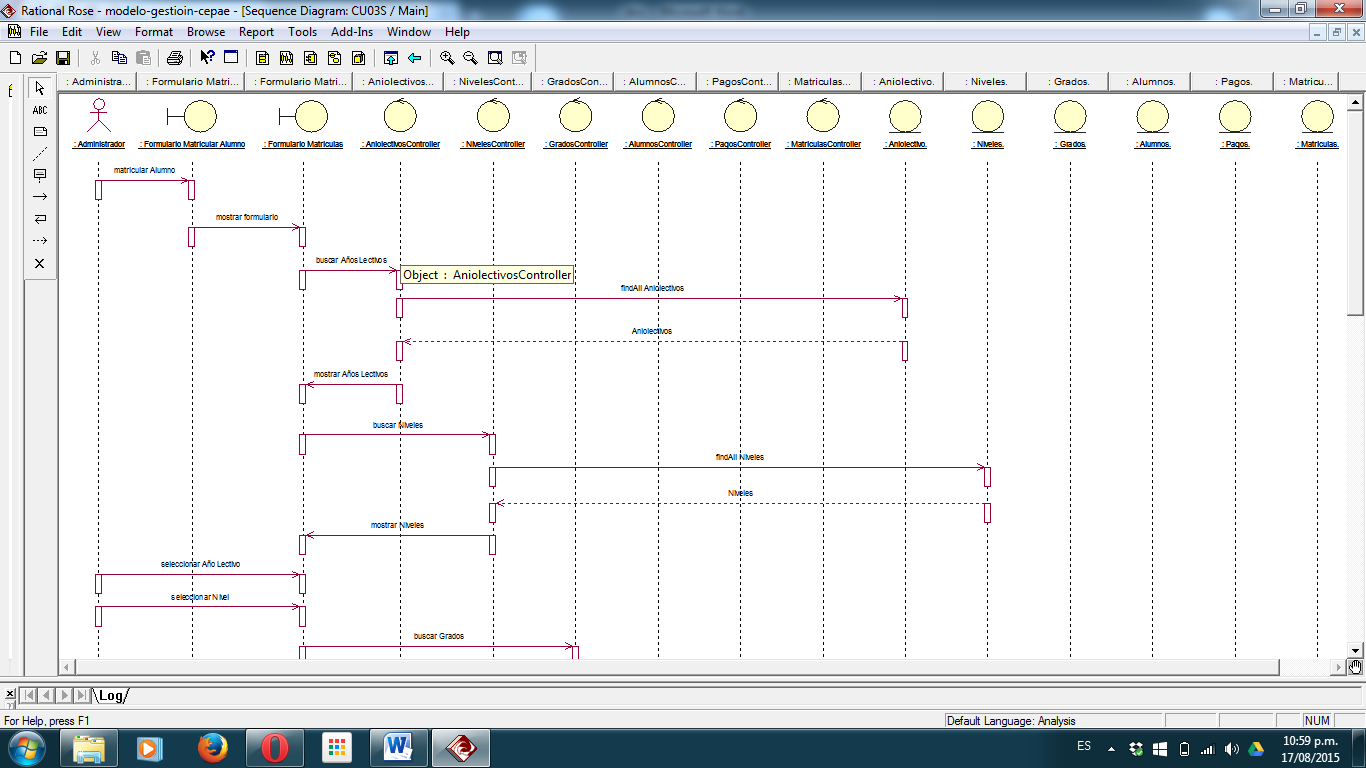 Rational Rose - modelo-gestioin-cepae - [Sequence Diagram: CU03S / Main]
File Edit View Format Browse Report Tools Add-Ins Window Help
: Administra... : Formulario Matri... : Formulario Matri... : Aniolectivos... : NivelesCont... : GradosCon... : AlumnosC... : PagosCont... : Matriculas... : Aniolectivo. : Niveles. : Grados. : Alumnos. : Pagos. : Matricu...
ABC
: Administrador : Formulario Matricular Alumno : Formulario Matriculas : AniolectivosController : NivelesController : GradosController : AlumnosController : PagosController : MatriculasController : Aniolectivo. : Niveles. : Grados. : Alumnos. : Pagos. : Matriculas.
matricular Alumno
mostrar formulario
buscar Años Lectivos
Object : AniolectivosController
findAll Aniolectivos
Aniolectivos
mostrar Años Lectivos
buscar Niveles
findAll Niveles
Niveles
mostrar Niveles
seleccionar Año Lectivo
seleccionar Nivel
buscar Grados
Log
For Help, press F1
Default Language: Analysis
NUM
ES
10:59 p.m.
17/08/2015